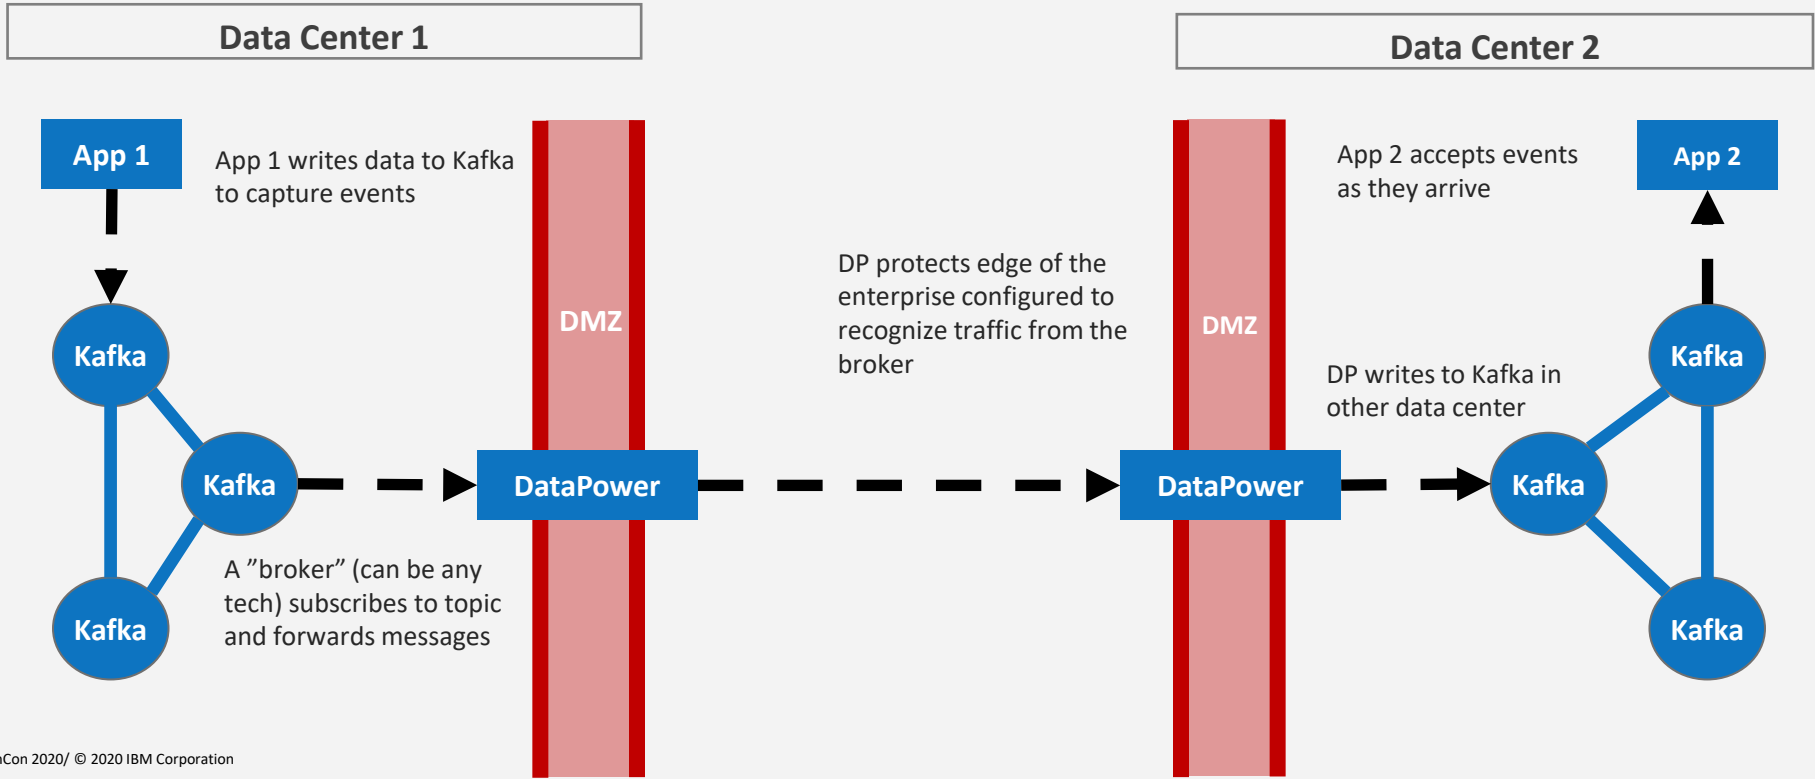 Data Center 1
Data Center 2
App 1
App 1 writes data to Kafka
to capture events
App 2 accepts events
as they arrive
App 2
DMZ
DP protects edge of the
enterprise configured to
recognize traffic from the
broker
DMZ
Kafka
Kafka
DP writes to Kafka in
other data center
Kafka
DataPower
DataPower
Kafka
A ”broker” (can be any
tech) subscribes to topic
and forwards messages
Kafka
Kafka
2020/ © 2020 IBM Corporation